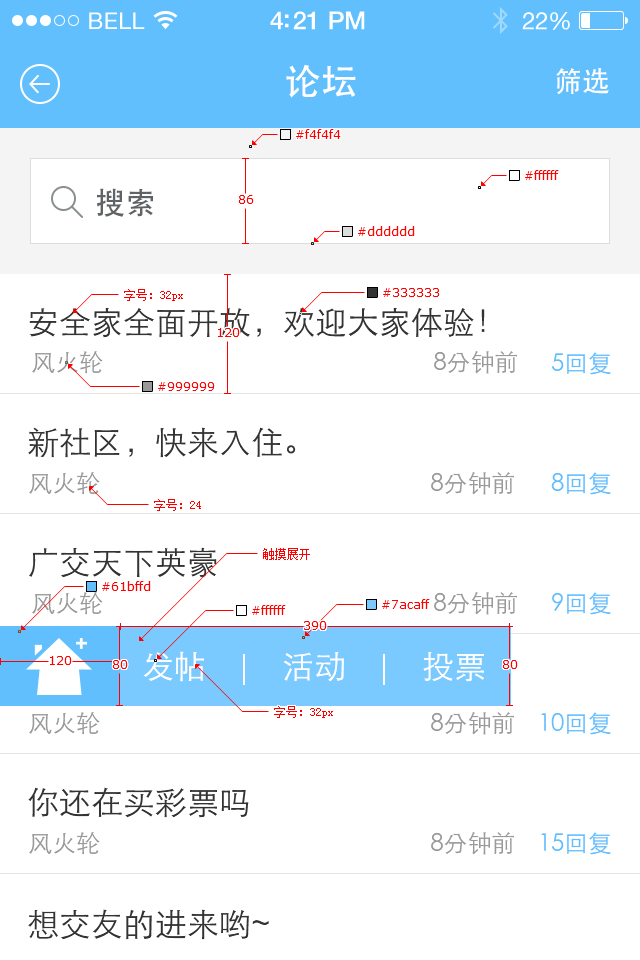 BELL 4:21 PM 22%
论坛 筛选
#f4f4f4
#ffffff
搜索
86
#dddddd
#333333
字号：32px
安全家全面开放，欢迎大家体验！
120
风火轮 8分钟前 5回复
#999999
新社区，快来入住。
风火轮 8分钟前 8回复
字号：24
触摸展开
广交天下英豪
#61bffd
风火轮 #ffffff #7acaff 8分钟前 9回复
390
120 80 发帖 | 活动 | 投票 80
字号：32px
风火轮 8分钟前 10回复
你还在买彩票吗
风火轮 8分钟前 15回复
想交友的进来哟~